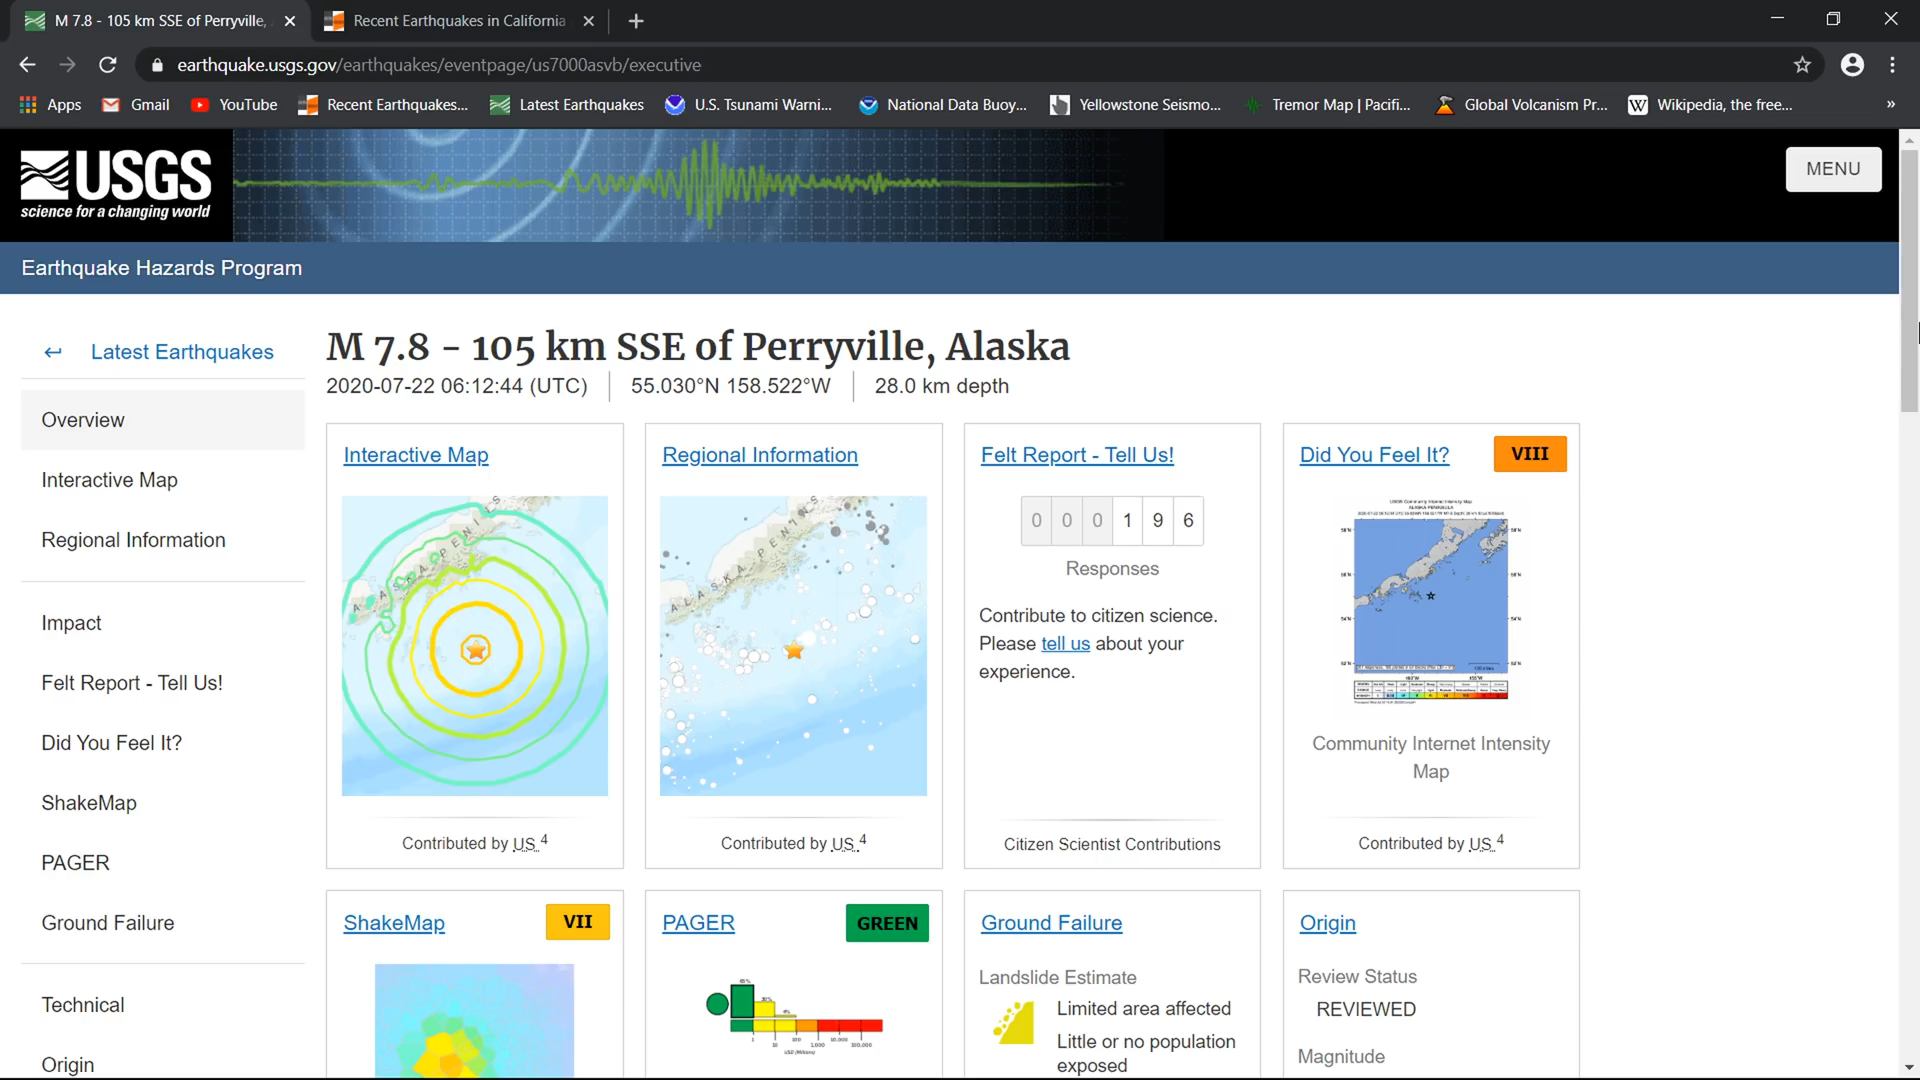 M 7.8 - 105 km SSE of Perryville,
Recent Earthquakes in California
earthquake.usgs.gov/earthquakes/eventpage/us7000asvb/executive
Apps
Gmail
YouTube
Recent Earthquakes...
Latest Earthquakes
U.S. Tsunami Warni...
National Data Buoy...
Yellowstone Seismo...
Tremor Map | Pacifi...
Global Volcanism Pr...
Wikipedia, the free...
»
USGS
science for a changing world
MENU
Earthquake Hazards Program
Latest Earthquakes
Overview
Interactive Map
Regional Information
Impact
Felt Report - Tell Us!
Did You Feel It?
ShakeMap
PAGER
Ground Failure
Technical
Origin
M 7.8 - 105 km SSE of Perryville, Alaska
2020-07-22 06:12:44 (UTC)
55.030°N 158.522°W
28.0 km depth
Interactive Map
Contributed by US 4
Regional Information
Contributed by US 4
Felt Report - Tell Us!
0 0 0 1 9 6
Responses
Contribute to citizen science.
Please tell us about your
experience.
Citizen Scientist Contributions
Did You Feel It?
VIII
Community Internet Intensity
Map
Contributed by US 4
ShakeMap
VII
PAGER
GREEN
Ground Failure
Landslide Estimate
Limited area affected
Little or no population
exposed
Origin
Review Status
REVIEWED
Magnitude